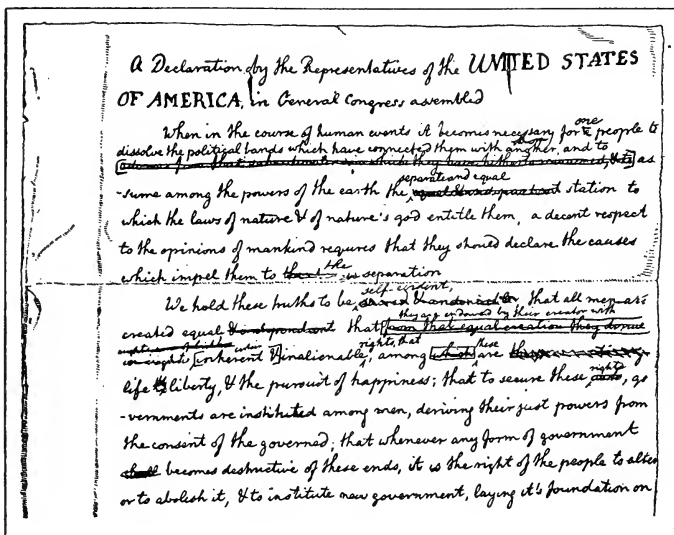 A Declaration by the Representatives of the UNITED STATES
OF AMERICA, in General Congress assembled
When in the course of human events it becomes necessary for one people to
dissolve the political bands which have connected them with another, and to
as
-sume among the powers of the earth the separate and equal station to
which the laws of nature & of nature's god entitle them, a decent respect
to the opinions of mankind requires that they should declare the causes
which impel them to the separation
We hold these truths to be self-evident, that all men are
created equal that they are endowed by their creator with
[inherent &] inalienable rights, that among these are
life liberty, & the pursuit of happiness; that to secure these rights, go
-vernments are instituted among men, deriving their just powers from
the consent of the governed; that whenever any form of government
becomes destructive of these ends, it is the right of the people to alter
or to abolish it, & to institute new government, laying it's foundation on